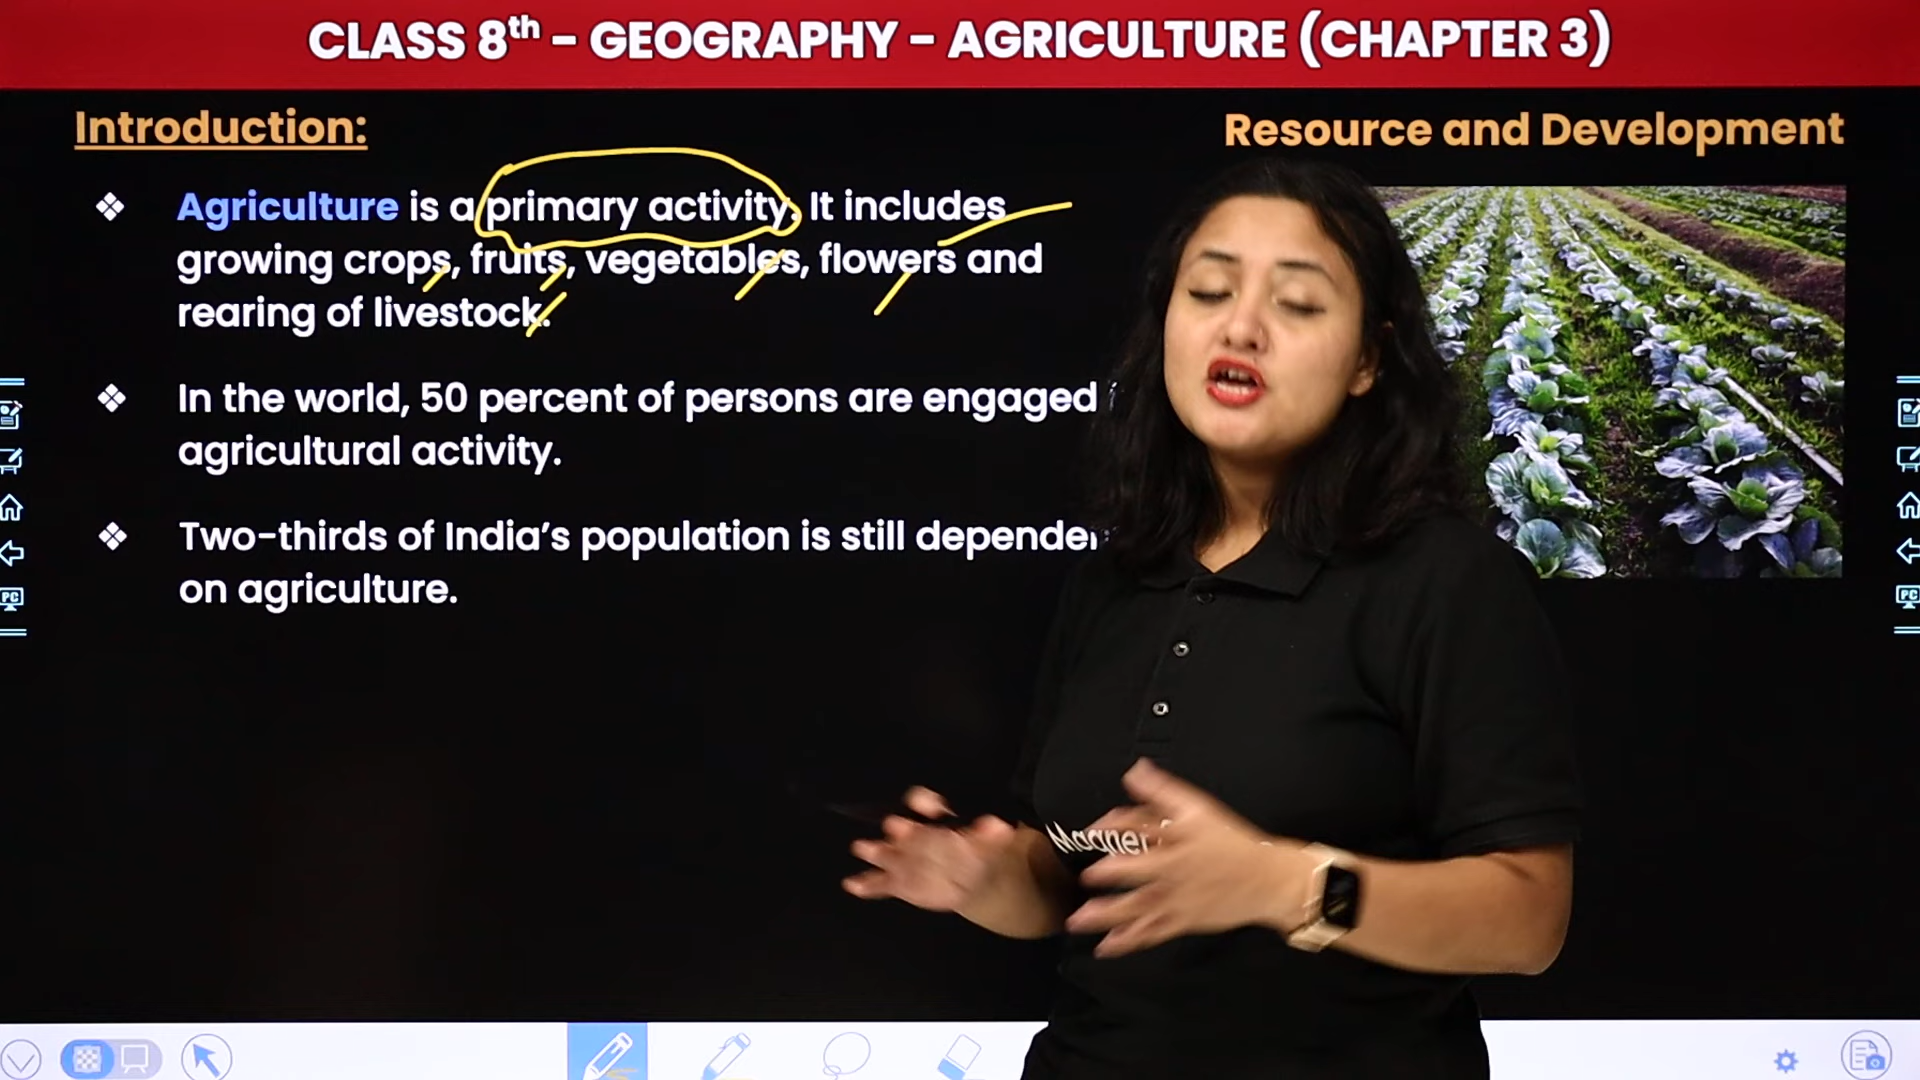 CLASS 8th - GEOGRAPHY - AGRICULTURE (CHAPTER 3)
Introduction:
Resource and Development
❖ Agriculture is a primary activity. It includes
growing crops, fruits, vegetables, flowers and
rearing of livestock.
❖ In the world, 50 percent of persons are engaged
agricultural activity.
❖ Two-thirds of India’s population is still
on agriculture.
PC
PC